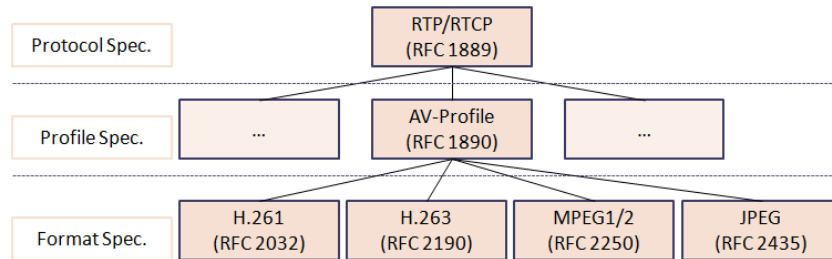 Protocol Spec.
RTP/RTCP
(RFC 1889)
Profile Spec.
...
AV-Profile
(RFC 1890)
...
Format Spec.
H.261
(RFC 2032)
H.263
(RFC 2190)
MPEG1/2
(RFC 2250)
JPEG
(RFC 2435)